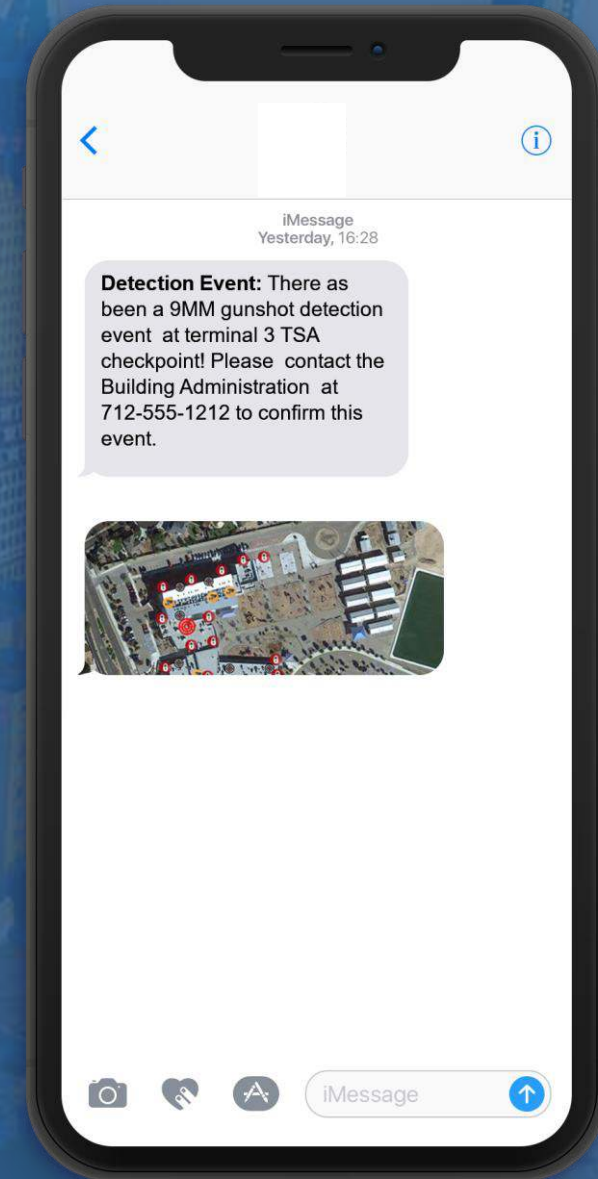 iMessage
Yesterday, 16:28
Detection Event: There as
been a 9MM gunshot detection
event at terminal 3 TSA
checkpoint! Please contact the
Building Administration at
712-555-1212 to confirm this
event.
iMessage